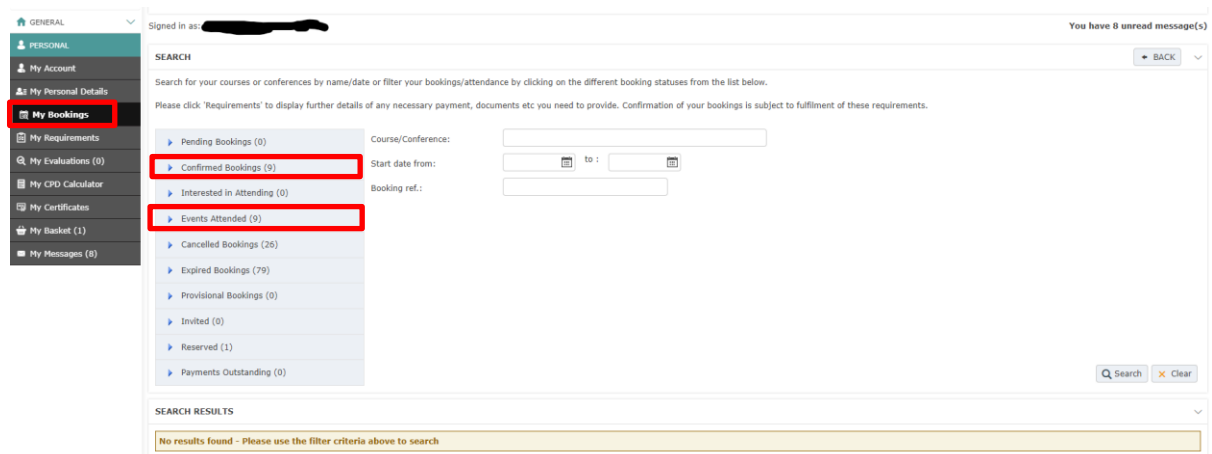 GENERAL
PERSONAL
My Account
My Personal Details
My Bookings
My Requirements
My Evaluations (0)
My CPD Calculator
My Certificates
My Basket (1)
My Messages (8)
Signed in as:
You have 8 unread message(s)
SEARCH
BACK
Search for your courses or conferences by name/date or filter your bookings/attendance by clicking on the different booking statuses from the list below.
Please click 'Requirements' to display further details of any necessary payment, documents etc you need to provide. Confirmation of your bookings is subject to fulfilment of these requirements.
Pending Bookings (0)
Confirmed Bookings (9)
Interested in Attending (0)
Events Attended (9)
Cancelled Bookings (26)
Expired Bookings (79)
Provisional Bookings (0)
Invited (0)
Reserved (1)
Payments Outstanding (0)
Course/Conference:
Start date from:
to :
Booking ref.:
Search
Clear
SEARCH RESULTS
No results found - Please use the filter criteria above to search